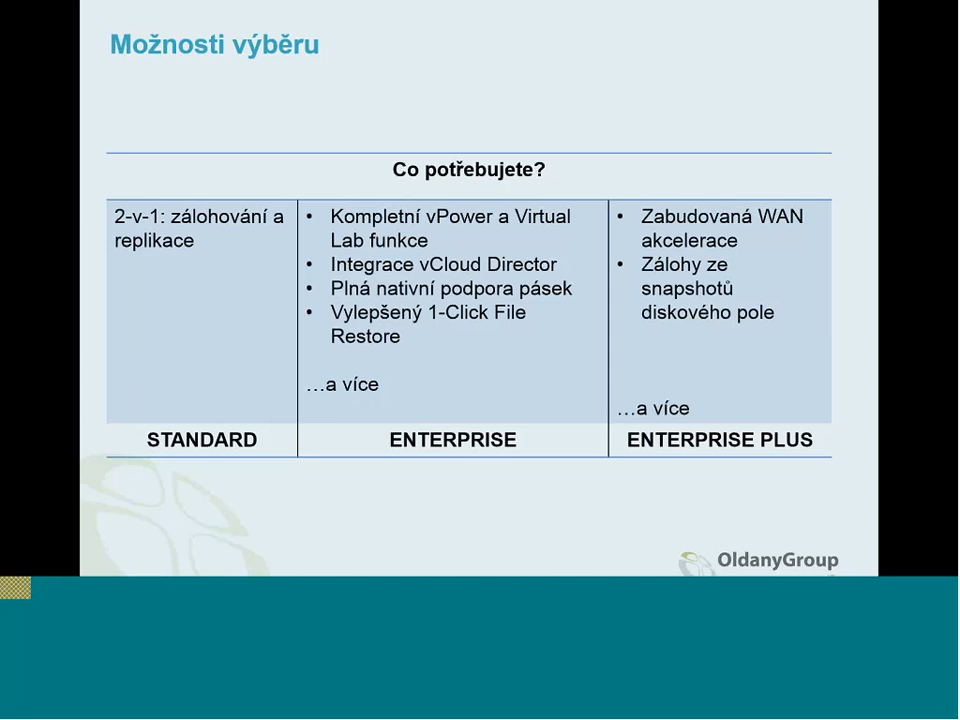 Možnosti výběru
Co potřebujete?
2-v-1: zálohování a
replikace
• Kompletní vPower a Virtual
Lab funkce
• Integrace vCloud Director
• Plná nativní podpora pásek
• Vylepšený 1-Click File
Restore
…a více
• Zabudovaná WAN
akcelerace
• Zálohy ze
snapshotů
diskového pole
…a více
STANDARD
ENTERPRISE
ENTERPRISE PLUS
OldanyGroup